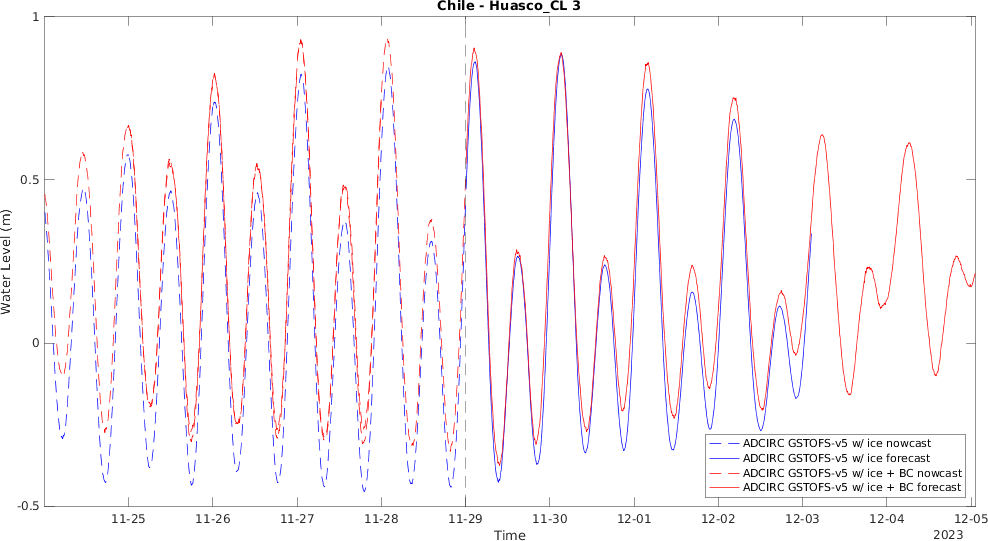 Chile - Huasco_CL 3
1
0.5
0
-0.5
Water Level (m)
ADCIRC GSTOFS-v5 w/ ice nowcast
ADCIRC GSTOFS-v5 w/ ice forecast
ADCIRC GSTOFS-v5 w/ ice + BC nowcast
ADCIRC GSTOFS-v5 w/ ice + BC forecast
11-25 11-26 11-27 11-28 11-29 11-30 12-01 12-02 12-03 12-04 12-05
Time
2023